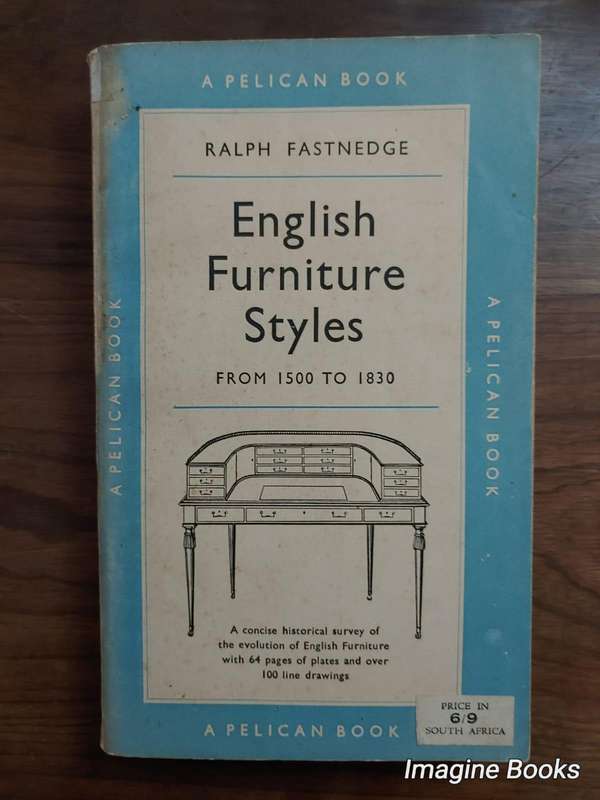 A PELICAN BOOK
RALPH FASTNEDGE
English
Furniture
Styles
FROM 1500 TO 1830
A PELICAN BOOK
A PELICAN BOOK
A concise historical survey of
the evolution of English Furniture
with 64 pages of plates and over
100 line drawings
PRICE IN
6/9
SOUTH AFRICA
A PELICAN BOOK
Imagine Books